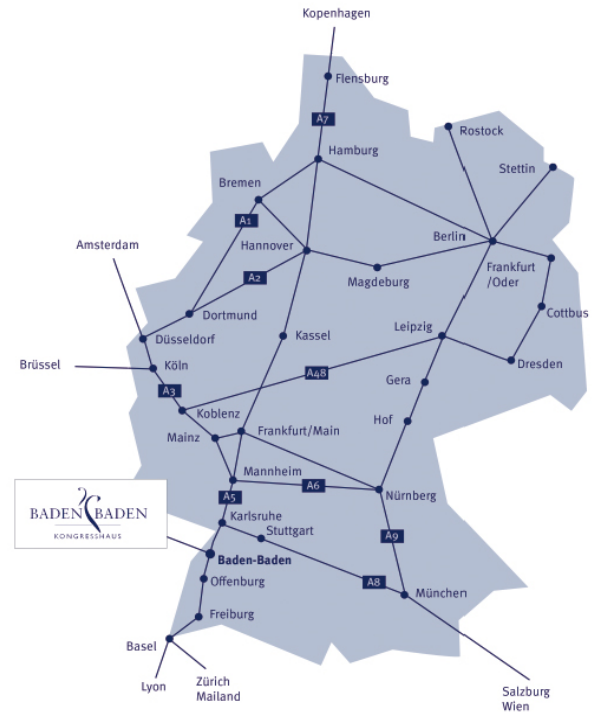 Kopenhagen
Flensburg
A7
Rostock
Hamburg
Stettin
Bremen
A1
Berlin
Hannover
Amsterdam
Frankfurt
/Oder
A2
Magdeburg
Dortmund
Cottbus
Leipzig
Düsseldorf
Kassel
Brüssel
Köln
Dresden
A48
Gera
A3
Koblenz
Hof
Frankfurt/Main
Mainz
Mannheim
A6
A5
Nürnberg
BADEN BADEN
KONGRESSHAUS
Karlsruhe
Stuttgart
A9
Baden-Baden
Offenburg
A8
München
Freiburg
Basel
Zürich
Mailand
Lyon
Salzburg
Wien